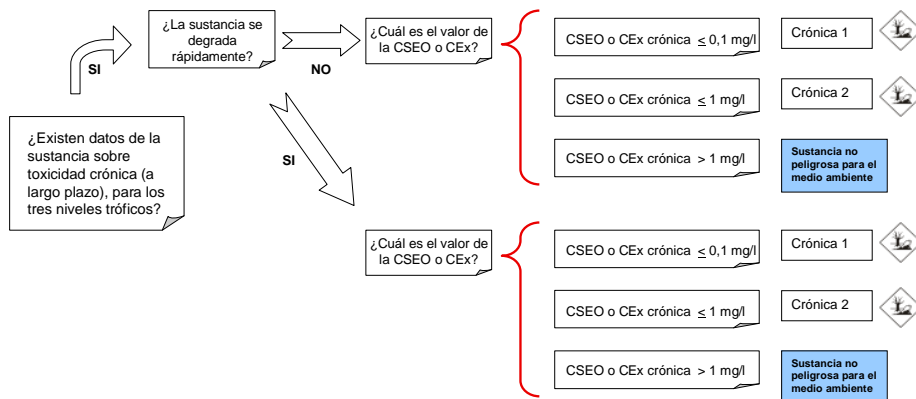 ¿La sustancia se
degrada
rápidamente?
SI
NO
¿Cuál es el valor de
la CSEO o CEx?
CSEO o CEx crónica ≤ 0,1 mg/l
Crónica 1
CSEO o CEx crónica ≤ 1 mg/l
Crónica 2
CSEO o CEx crónica > 1 mg/l
Sustancia no
peligrosa para el
medio ambiente
¿Existen datos de la
sustancia sobre
toxicidad crónica (a
largo plazo), para los
tres niveles tróficos?
SI
¿Cuál es el valor de
la CSEO o CEx?
CSEO o CEx crónica ≤ 0,1 mg/l
Crónica 1
CSEO o CEx crónica ≤ 1 mg/l
Crónica 2
CSEO o CEx crónica > 1 mg/l
Sustancia no
peligrosa para el
medio ambiente